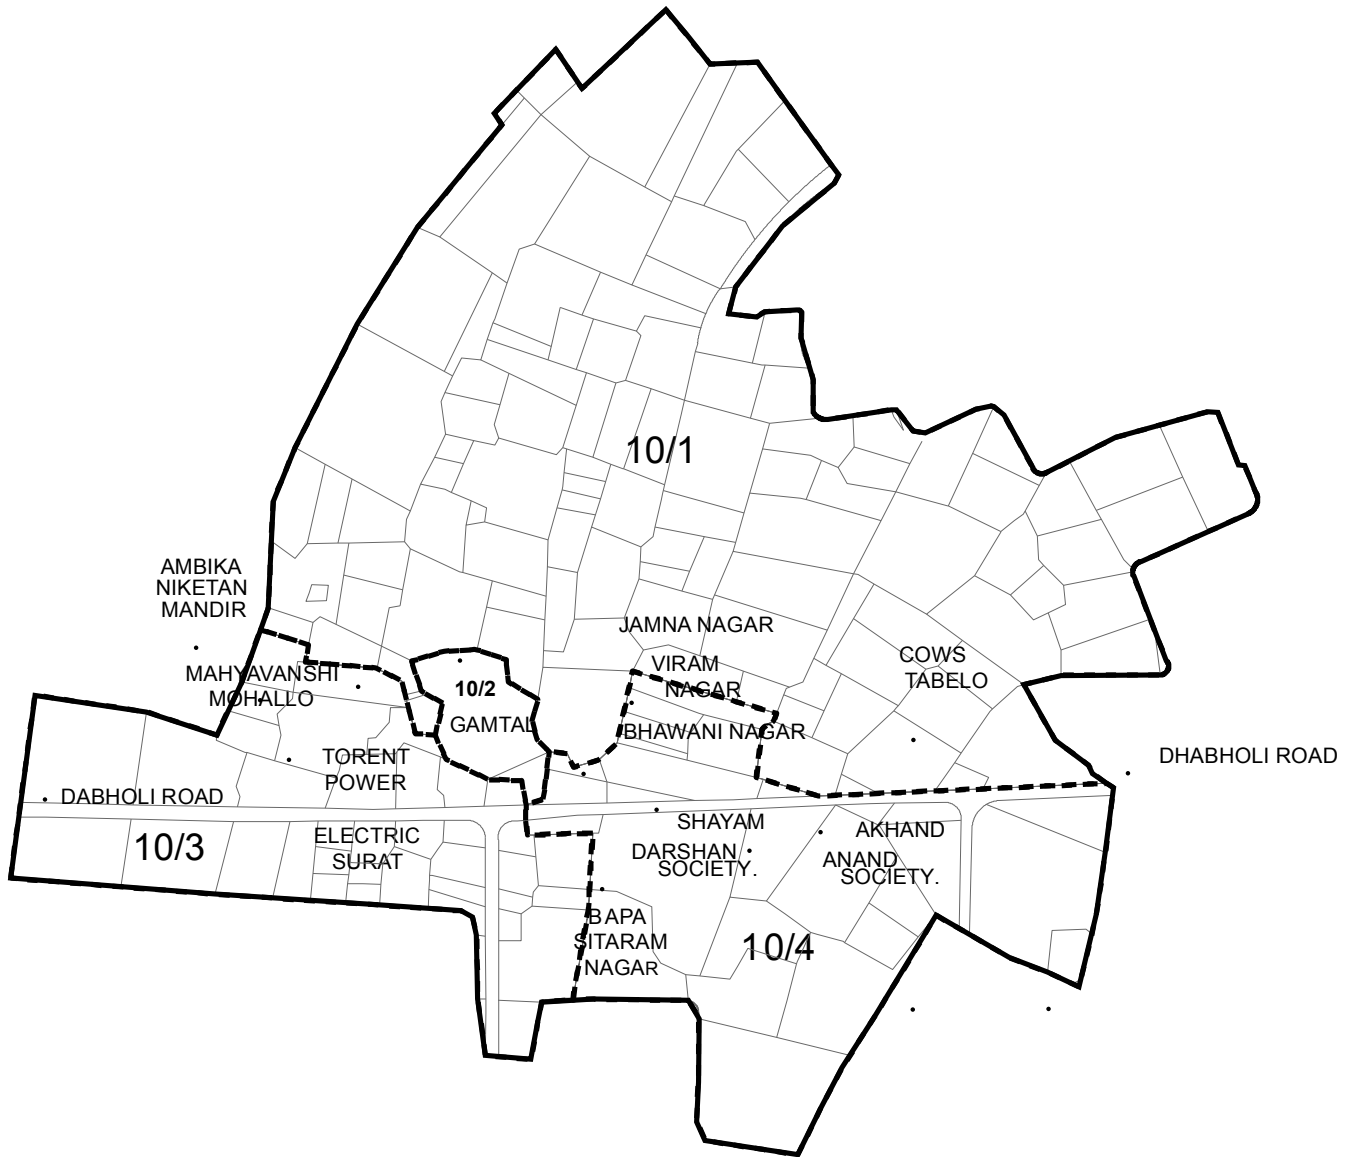 10/1
AMBIKA
NIKETAN
MANDIR
JAMNA NAGAR
VIRAM
NAGAR
COWS
TABELO
MAHYAVANSHI
MOHALLO
10/2
GAMTAL
BHAWANI NAGAR
DHABHOLI ROAD
TORENT
POWER
DABHOLI ROAD
10/3
ELECTRIC
SURAT
SHAYAM
DARSHAN
SOCIETY.
AKHAND
ANAND
SOCIETY.
BAPA
SITARAM
NAGAR
10/4